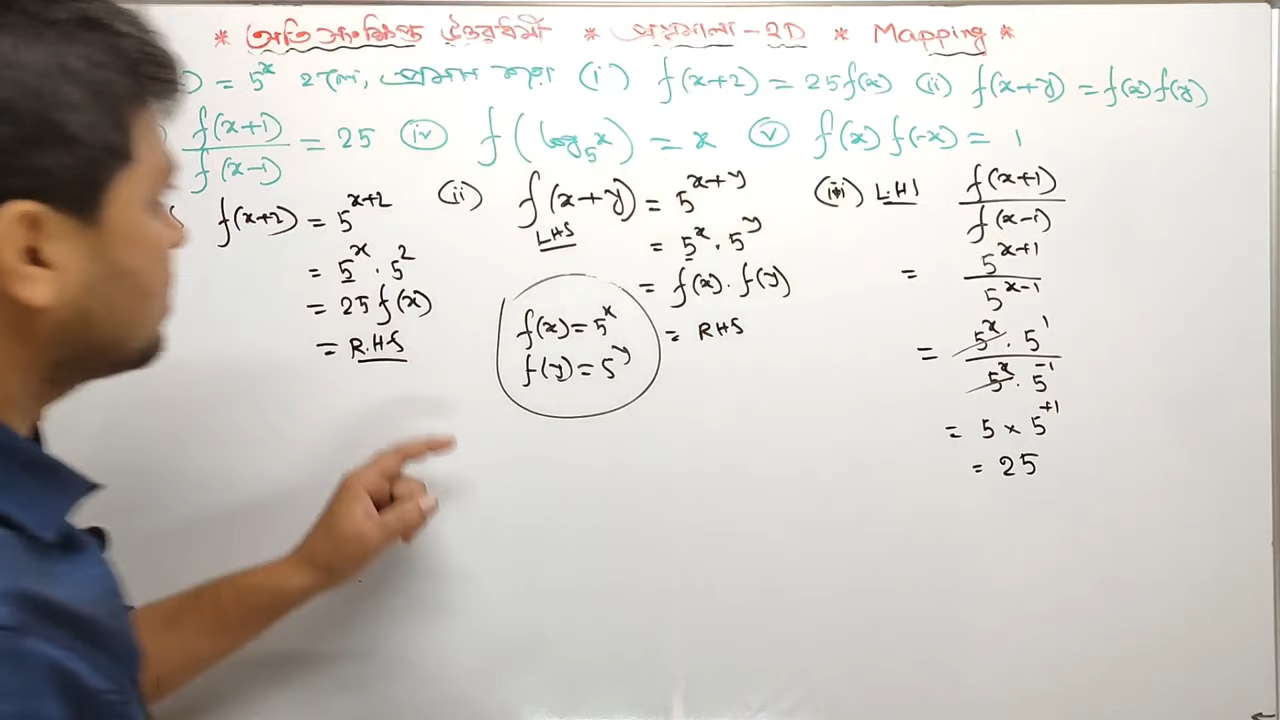 * অতি সংক্ষিপ্ত উত্তরধর্মী * প্রশ্নমালা - 2D * Mapping *
) = 5^x হলে, প্রমাণ করো (i) f(x+2) = 25f(x) (ii) f(x+y) = f(x)f(y)
) f(x+1)/f(x-1) = 25 (iv) f(log₅x) = x (v) f(x) f(-x) = 1
S f(x+2) = 5^(x+2)
= 5^x · 5^2
= 25 f(x)
= R.H.S
(ii) f(x+y) = 5^(x+y)
LHS
= 5^x · 5^y
= f(x) · f(y)
= RHS
f(x) = 5^x
f(y) = 5^y
(iii) L.HS f(x+1)/f(x-1)
= 5^(x+1)/5^(x-1)
= 5^x · 5^1/5^x · 5^-1
= 5 × 5^+1
= 25